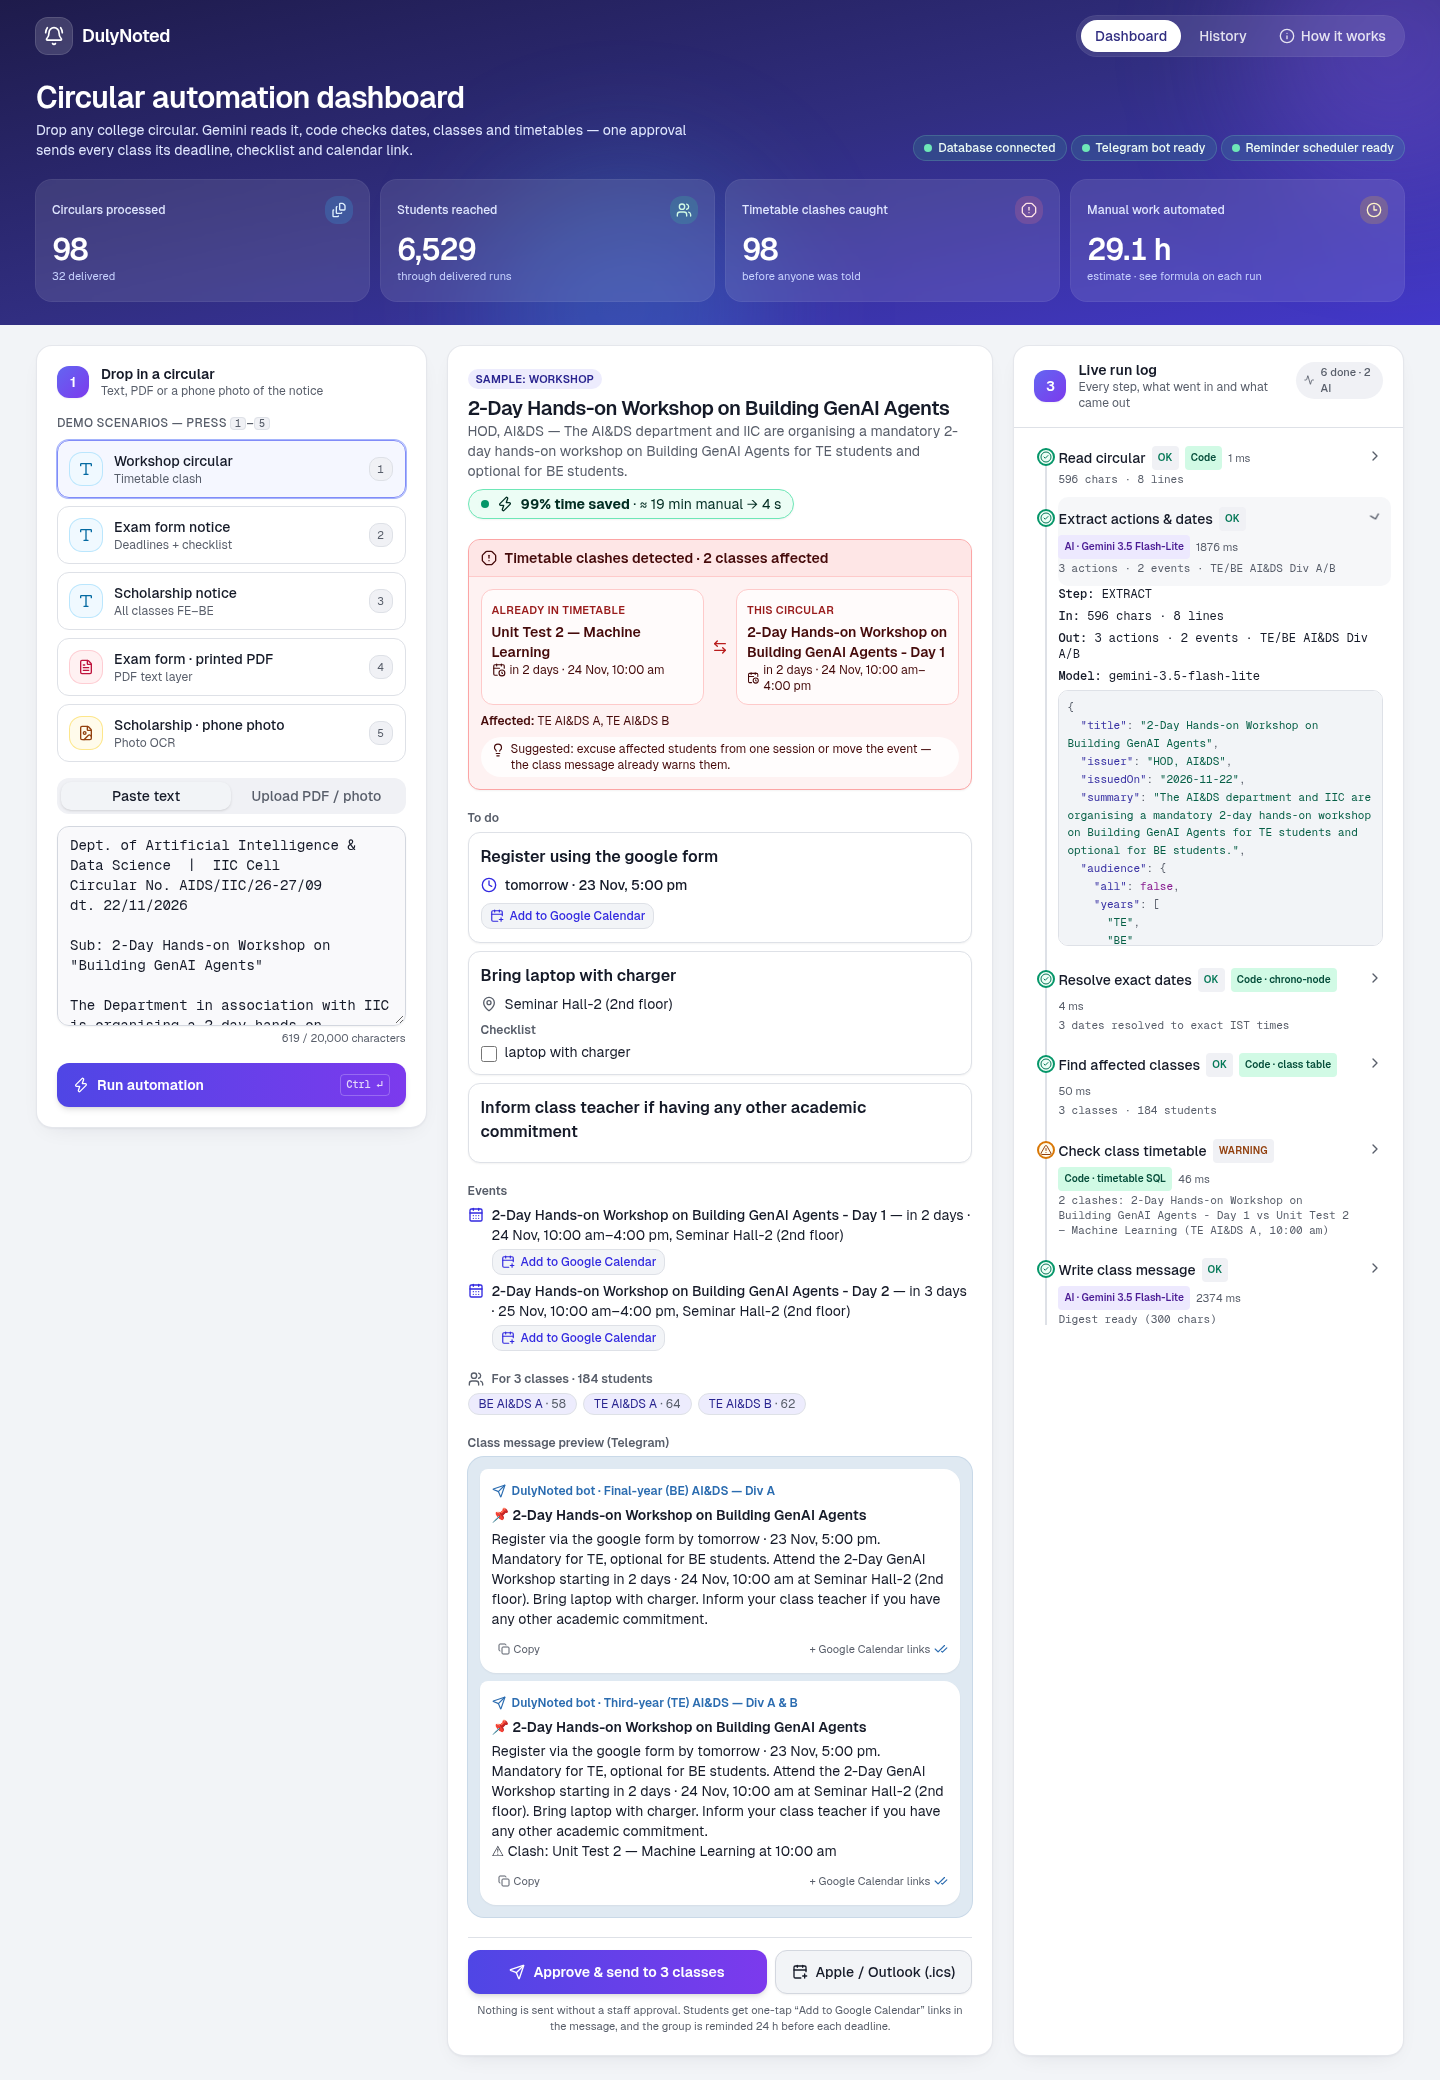 DulyNoted
Dashboard
History
How it works
Circular automation dashboard
Drop any college circular. Gemini reads it, code checks dates, classes and timetables — one approval
sends every class its deadline, checklist and calendar link.
Database connected
Telegram bot ready
Reminder scheduler ready
Circulars processed
98
32 delivered
Students reached
6,529
through delivered runs
Timetable clashes caught
98
before anyone was told
Manual work automated
29.1 h
estimate · see formula on each run
1
Drop in a circular
Text, PDF or a phone photo of the notice
DEMO SCENARIOS — PRESS 1–5
Workshop circular
Timetable clash
1
Exam form notice
Deadlines + checklist
2
Scholarship notice
All classes FE–BE
3
Exam form · printed PDF
PDF text layer
4
Scholarship · phone photo
Photo OCR
5
Paste text
Upload PDF / photo
Dept. of Artificial Intelligence &
Data Science | IIC Cell
Circular No. AIDS/IIC/26-27/09
dt. 22/11/2026
Sub: 2-Day Hands-on Workshop on
"Building GenAI Agents"
The Department in association with IIC
is organising a 2-day hands-on
619 / 20,000 characters
Run automation
Ctrl ↵
SAMPLE: WORKSHOP
2-Day Hands-on Workshop on Building GenAI Agents
HOD, AI&DS — The AI&DS department and IIC are organising a mandatory 2-
day hands-on workshop on Building GenAI Agents for TE students and
optional for BE students.
99% time saved · ≈ 19 min manual → 4 s
Timetable clashes detected · 2 classes affected
ALREADY IN TIMETABLE
Unit Test 2 — Machine
Learning
in 2 days · 24 Nov, 10:00 am
THIS CIRCULAR
2-Day Hands-on Workshop on
Building GenAI Agents - Day 1
in 2 days · 24 Nov, 10:00 am–
4:00 pm
Affected: TE AI&DS A, TE AI&DS B
Suggested: excuse affected students from one session or move the event —
the class message already warns them.
To do
Register using the google form
tomorrow · 23 Nov, 5:00 pm
Add to Google Calendar
Bring laptop with charger
Seminar Hall-2 (2nd floor)
Checklist
laptop with charger
Inform class teacher if having any other academic
commitment
Events
2-Day Hands-on Workshop on Building GenAI Agents - Day 1 — in 2 days ·
24 Nov, 10:00 am–4:00 pm, Seminar Hall-2 (2nd floor)
Add to Google Calendar
2-Day Hands-on Workshop on Building GenAI Agents - Day 2 — in 3 days
· 25 Nov, 10:00 am–4:00 pm, Seminar Hall-2 (2nd floor)
Add to Google Calendar
For 3 classes · 184 students
BE AI&DS A · 58
TE AI&DS A · 64
TE AI&DS B · 62
Class message preview (Telegram)
DulyNoted bot · Final-year (BE) AI&DS — Div A
📌 2-Day Hands-on Workshop on Building GenAI Agents
Register via the google form by tomorrow · 23 Nov, 5:00 pm.
Mandatory for TE, optional for BE students. Attend the 2-Day GenAI
Workshop starting in 2 days · 24 Nov, 10:00 am at Seminar Hall-2 (2nd
floor). Bring laptop with charger. Inform your class teacher if you have
any other academic commitment.
Copy
+ Google Calendar links
DulyNoted bot · Third-year (TE) AI&DS — Div A & B
📌 2-Day Hands-on Workshop on Building GenAI Agents
Register via the google form by tomorrow · 23 Nov, 5:00 pm.
Mandatory for TE, optional for BE students. Attend the 2-Day GenAI
Workshop starting in 2 days · 24 Nov, 10:00 am at Seminar Hall-2 (2nd
floor). Bring laptop with charger. Inform your class teacher if you have
any other academic commitment.
⚠ Clash: Unit Test 2 — Machine Learning at 10:00 am
Copy
+ Google Calendar links
Approve & send to 3 classes
Apple / Outlook (.ics)
Nothing is sent without a staff approval. Students get one-tap “Add to Google Calendar” links in
the message, and the group is reminded 24 h before each deadline.
3
Live run log
Every step, what went in and what
came out
6 done · 2
AI
Read circular OK Code 1 ms
596 chars · 8 lines
Extract actions & dates OK
AI · Gemini 3.5 Flash-Lite 1876 ms
3 actions · 2 events · TE/BE AI&DS Div A/B
Step: EXTRACT
In: 596 chars · 8 lines
Out: 3 actions · 2 events · TE/BE AI&DS Div
A/B
Model: gemini-3.5-flash-lite
{
"title": "2-Day Hands-on Workshop on
Building GenAI Agents",
"issuer": "HOD, AI&DS",
"issuedOn": "2026-11-22",
"summary": "The AI&DS department and IIC are
organising a mandatory 2-day hands-on workshop
on Building GenAI Agents for TE students and
optional for BE students.",
"audience": {
"all": false,
"years": [
"TE",
"BE"
Resolve exact dates OK Code · chrono-node
4 ms
3 dates resolved to exact IST times
Find affected classes OK Code · class table
50 ms
3 classes · 184 students
Check class timetable WARNING
Code · timetable SQL 46 ms
2 clashes: 2-Day Hands-on Workshop on
Building GenAI Agents - Day 1 vs Unit Test 2
— Machine Learning (TE AI&DS A, 10:00 am)
Write class message OK
AI · Gemini 3.5 Flash-Lite 2374 ms
Digest ready (300 chars)